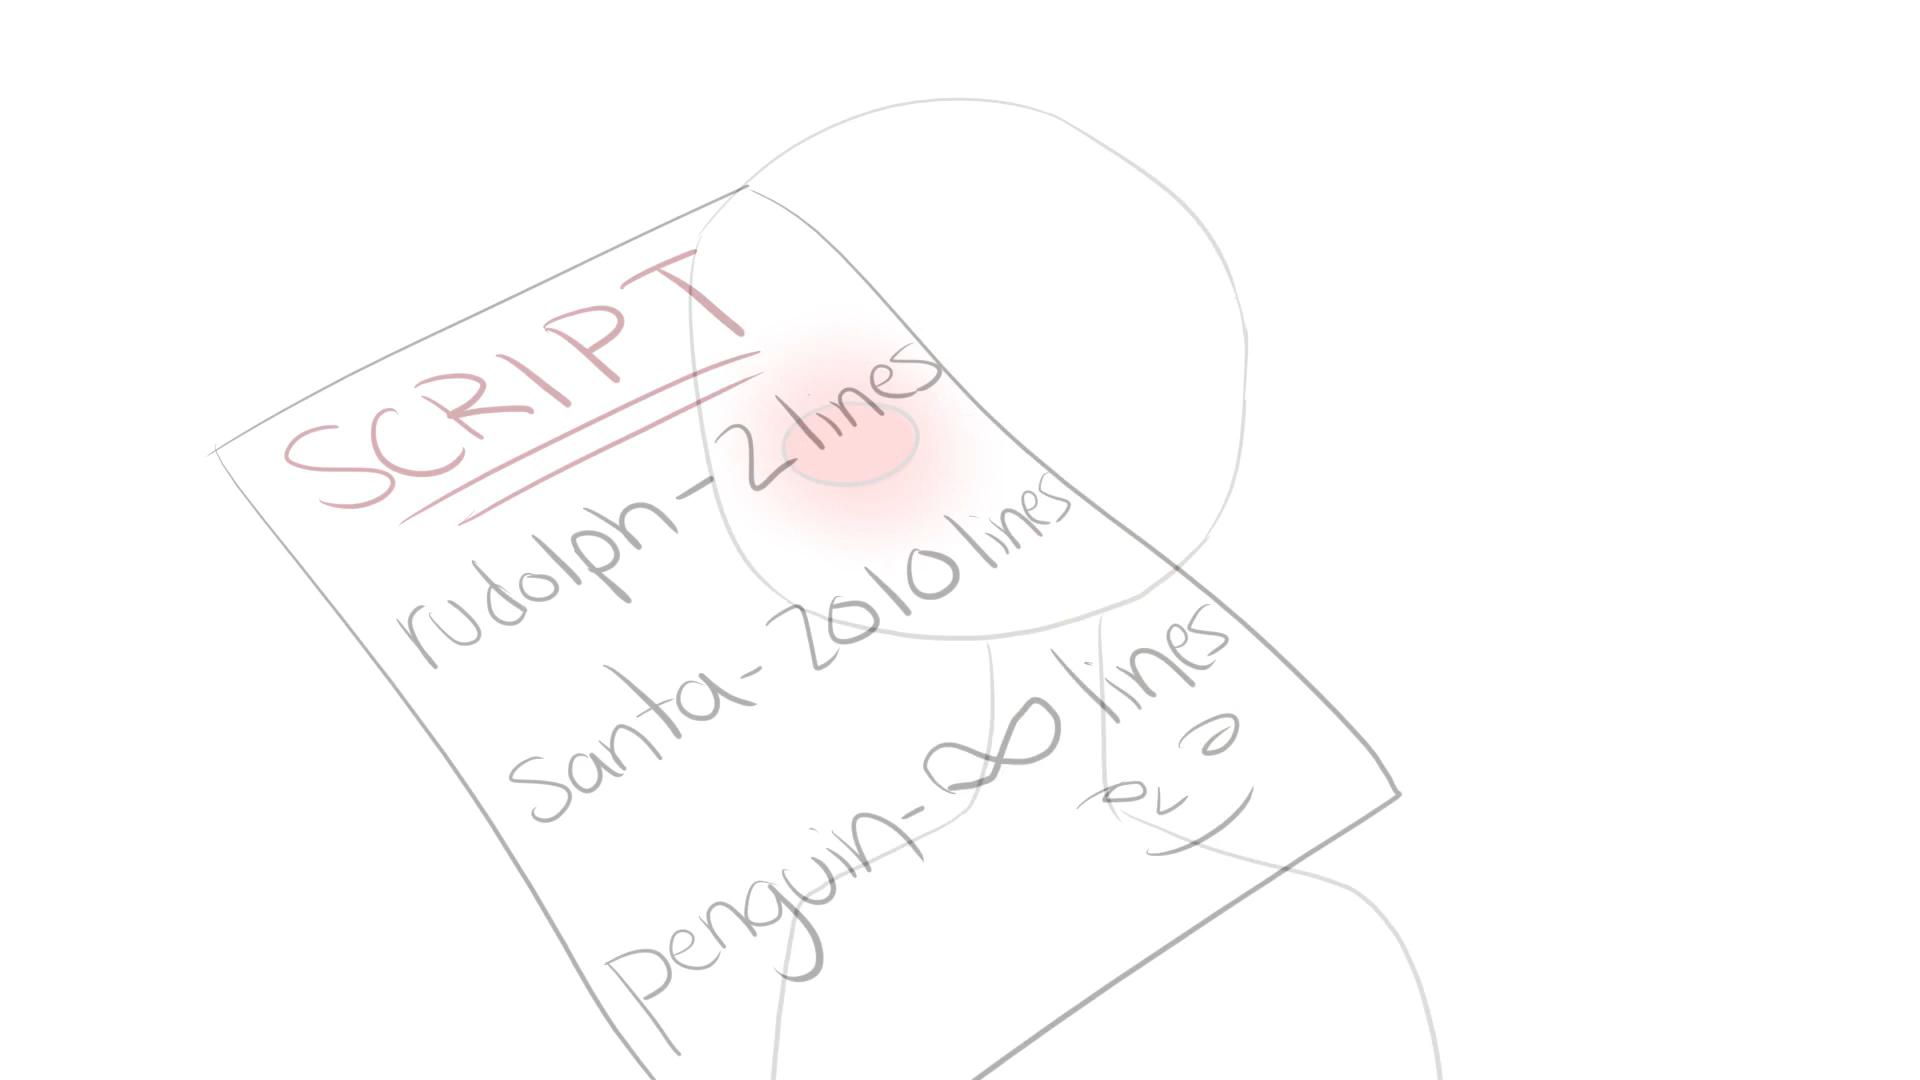 SCRIPT
rudolph - 2 lines
Santa - 2010 lines
penguin - ∞ lines